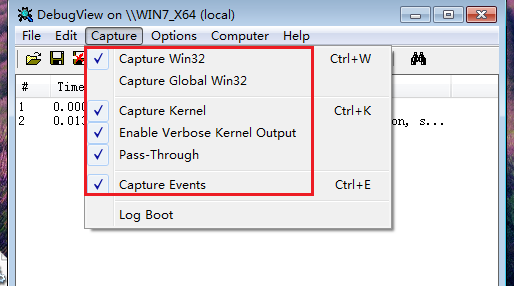 DebugView on \\WIN7_X64 (local)
File Edit Capture Options Computer Help
Capture Win32 Ctrl+W
Capture Global Win32
# Time
Capture Kernel Ctrl+K
1 0.000
Enable Verbose Kernel Output
2 0.013 on, s...
Pass-Through
Capture Events Ctrl+E
Log Boot